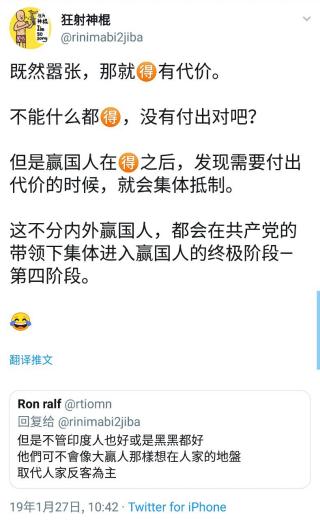 狂射神棍
@rinimabi2jiba
既然嚣张，那就🉐有代价。
不能什么都🉐，没有付出对吧？
但是赢国人在🉐之后，发现需要付出
代价的时候，就会集体抵制。
这不分内外赢国人，都会在共产党的
带领下集体进入赢国人的终极阶段—
第四阶段。
😂
翻译推文
Ron ralf @rtiomn
回复给 @rinimabi2jiba
但是不管印度人也好或是黑黑都好
他們可不會像大贏人那樣想在人家的地盤
取代人家反客為主
19年1月27日, 10:42 · Twitter for iPhone